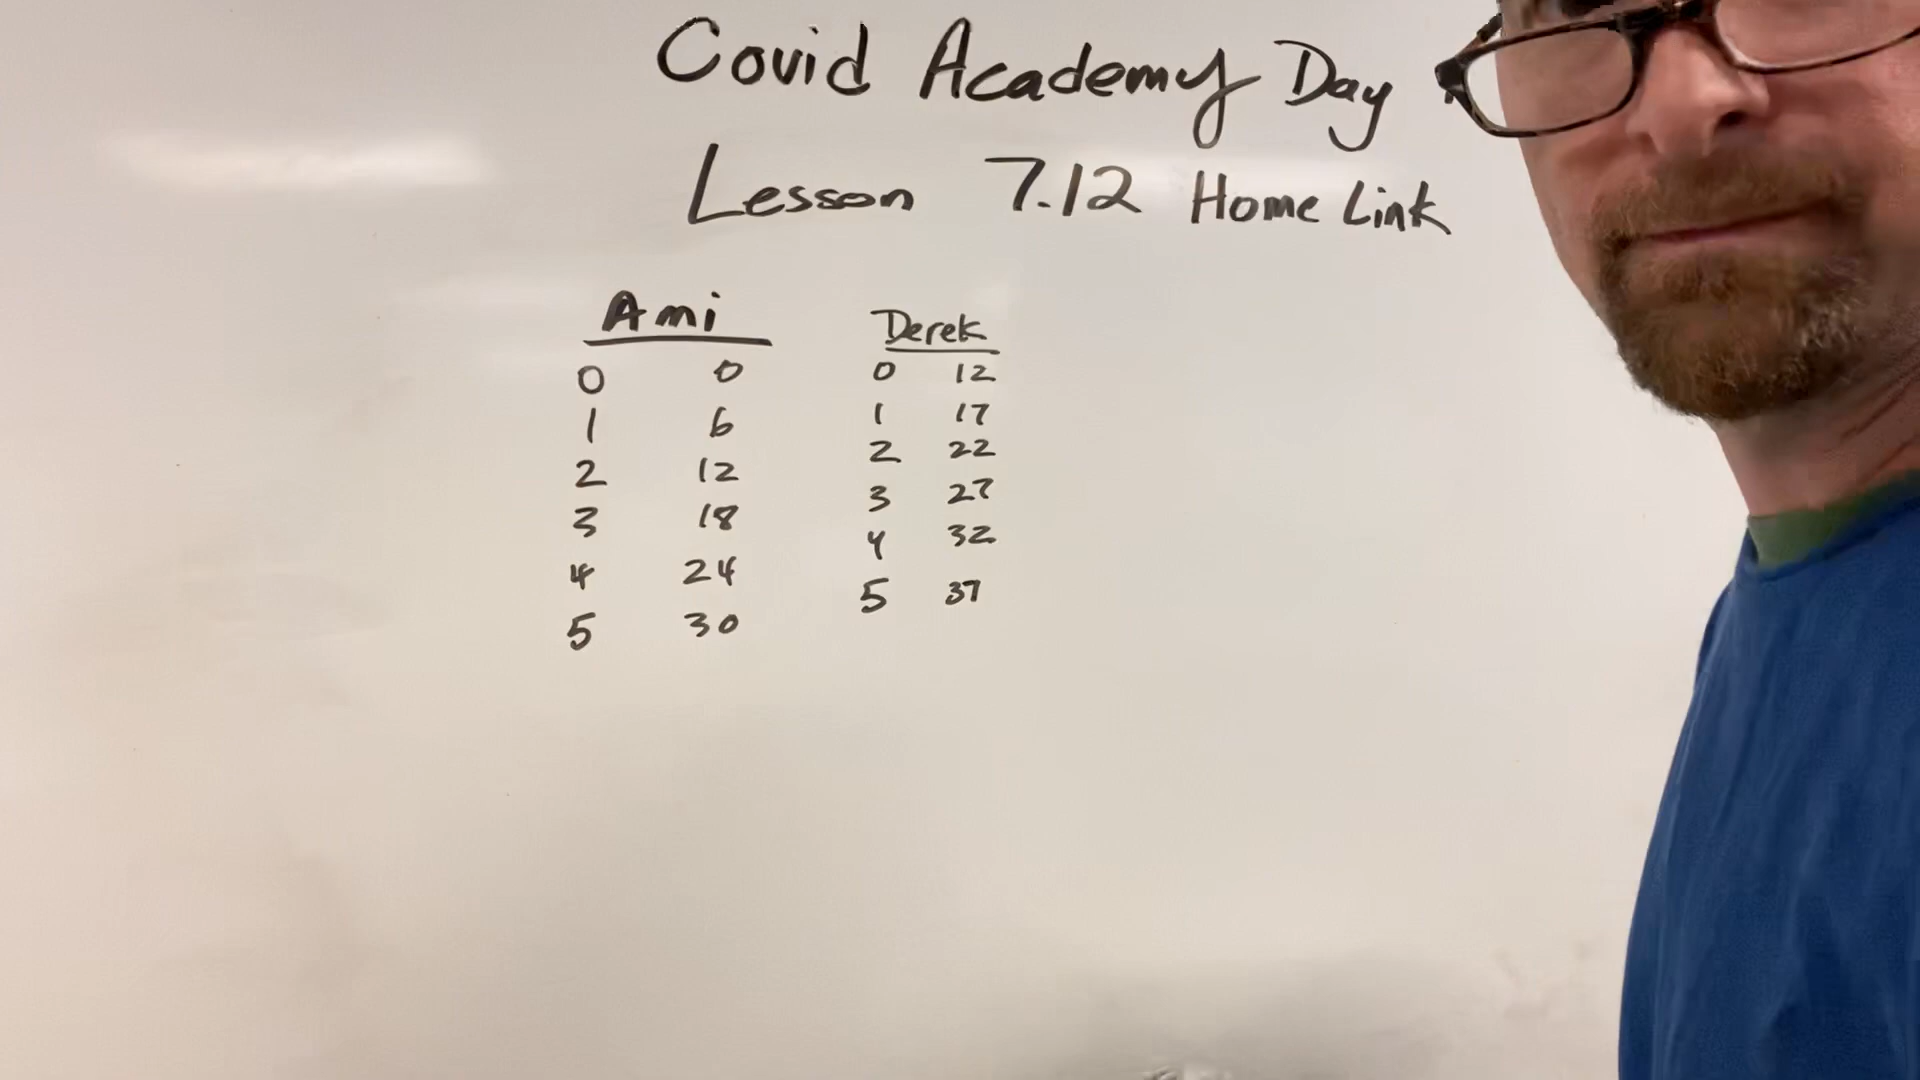 Covid Academy Day
Lesson 7.12 Home Link
Ami Derek
0 0 0 12
1 6 1 17
2 12 2 22
3 18 3 27
4 24 4 32
5 30 5 37